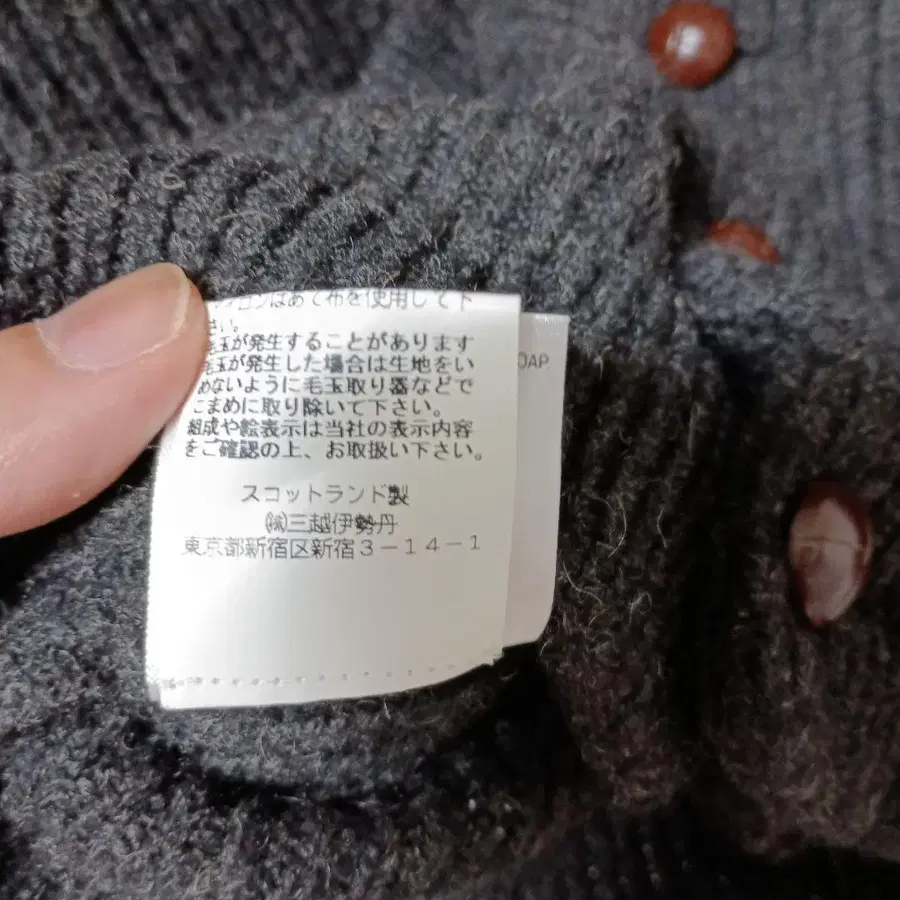 アイロンはあて布を使用して下
さい。
毛玉が発生することがあります
毛玉が発生した場合は生地をい
ためないように毛玉取り器などで
こまめに取り除いて下さい。
組成や絵表示は当社の表示内容
をご確認の上、お取扱い下さい。
スコットランド製
㈱三越伊勢丹
東京都新宿区新宿3-14-1
OAP.